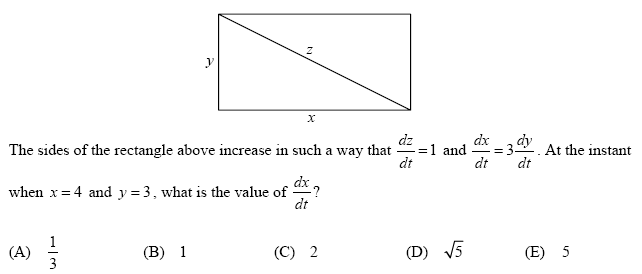 z
y
x
The sides of the rectangle above increase in such a way that dz/dt = 1 and dx/dt = 3 dy/dt . At the instant
when x = 4 and y = 3, what is the value of dx/dt ?
(A) 1/3 (B) 1 (C) 2 (D) √5 (E) 5